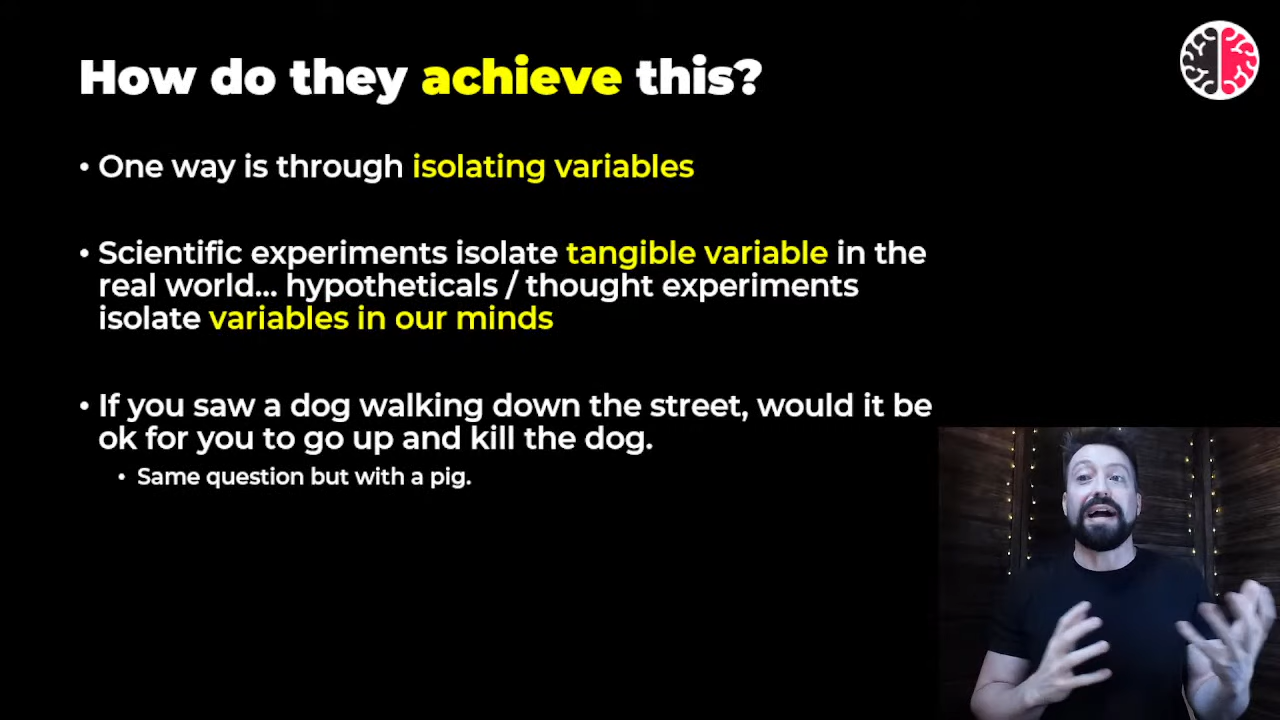 How do they achieve this?
• One way is through isolating variables
• Scientific experiments isolate tangible variable in the
real world... hypotheticals / thought experiments
isolate variables in our minds
• If you saw a dog walking down the street, would it be
ok for you to go up and kill the dog.
• Same question but with a pig.